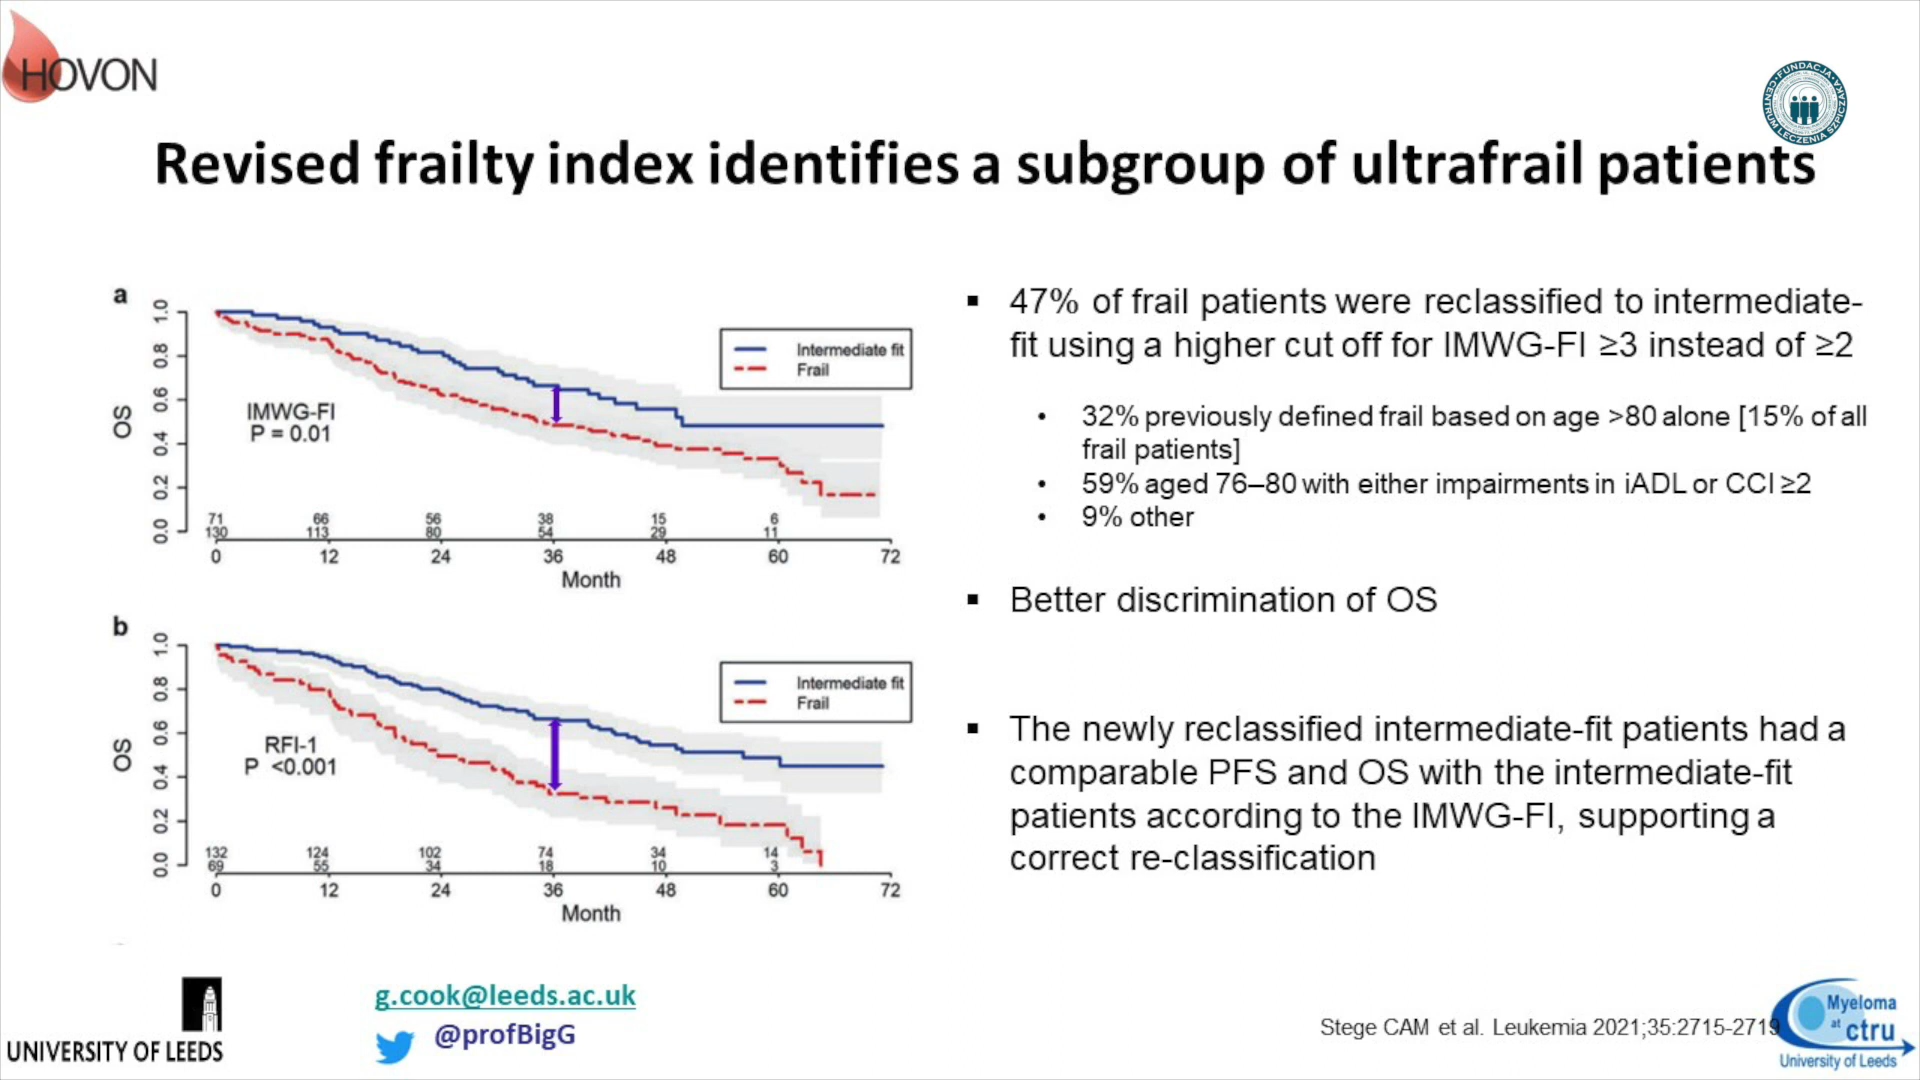 HOVON
FUNDACJA
CENTRUM LECZENIA SZPICZAKA
Revised frailty index identifies a subgroup of ultrafrail patients
a
1.0
0.8
0.6
0.4
0.2
0.0
OS
IMWG-FI
P = 0.01
Intermediate fit
Frail
71 66 56 38 15 6
130 113 80 54 29 11
0 12 24 36 48 60 72
Month
b
1.0
0.8
0.6
0.4
0.2
0.0
OS
RFI-1
P <0.001
Intermediate fit
Frail
132 124 102 74 34 14
69 55 34 18 10 3
0 12 24 36 48 60 72
Month
▪ 47% of frail patients were reclassified to intermediate-
fit using a higher cut off for IMWG-FI ≥3 instead of ≥2
• 32% previously defined frail based on age >80 alone [15% of all
frail patients]
• 59% aged 76–80 with either impairments in iADL or CCI ≥2
• 9% other
▪ Better discrimination of OS
▪ The newly reclassified intermediate-fit patients had a
comparable PFS and OS with the intermediate-fit
patients according to the IMWG-FI, supporting a
correct re-classification
UNIVERSITY OF LEEDS
g.cook@leeds.ac.uk
@profBigG
Stege CAM et al. Leukemia 2021;35:2715-2719
Myeloma
at ctru
University of Leeds